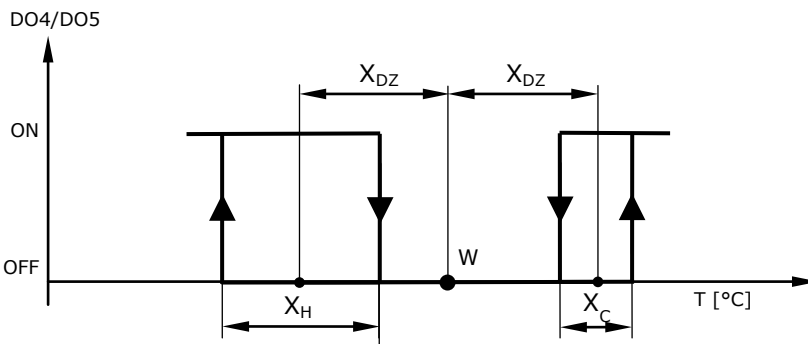 DO4/DO5
X_DZ X_DZ
ON
OFF
W
X_H X_C T [°C]